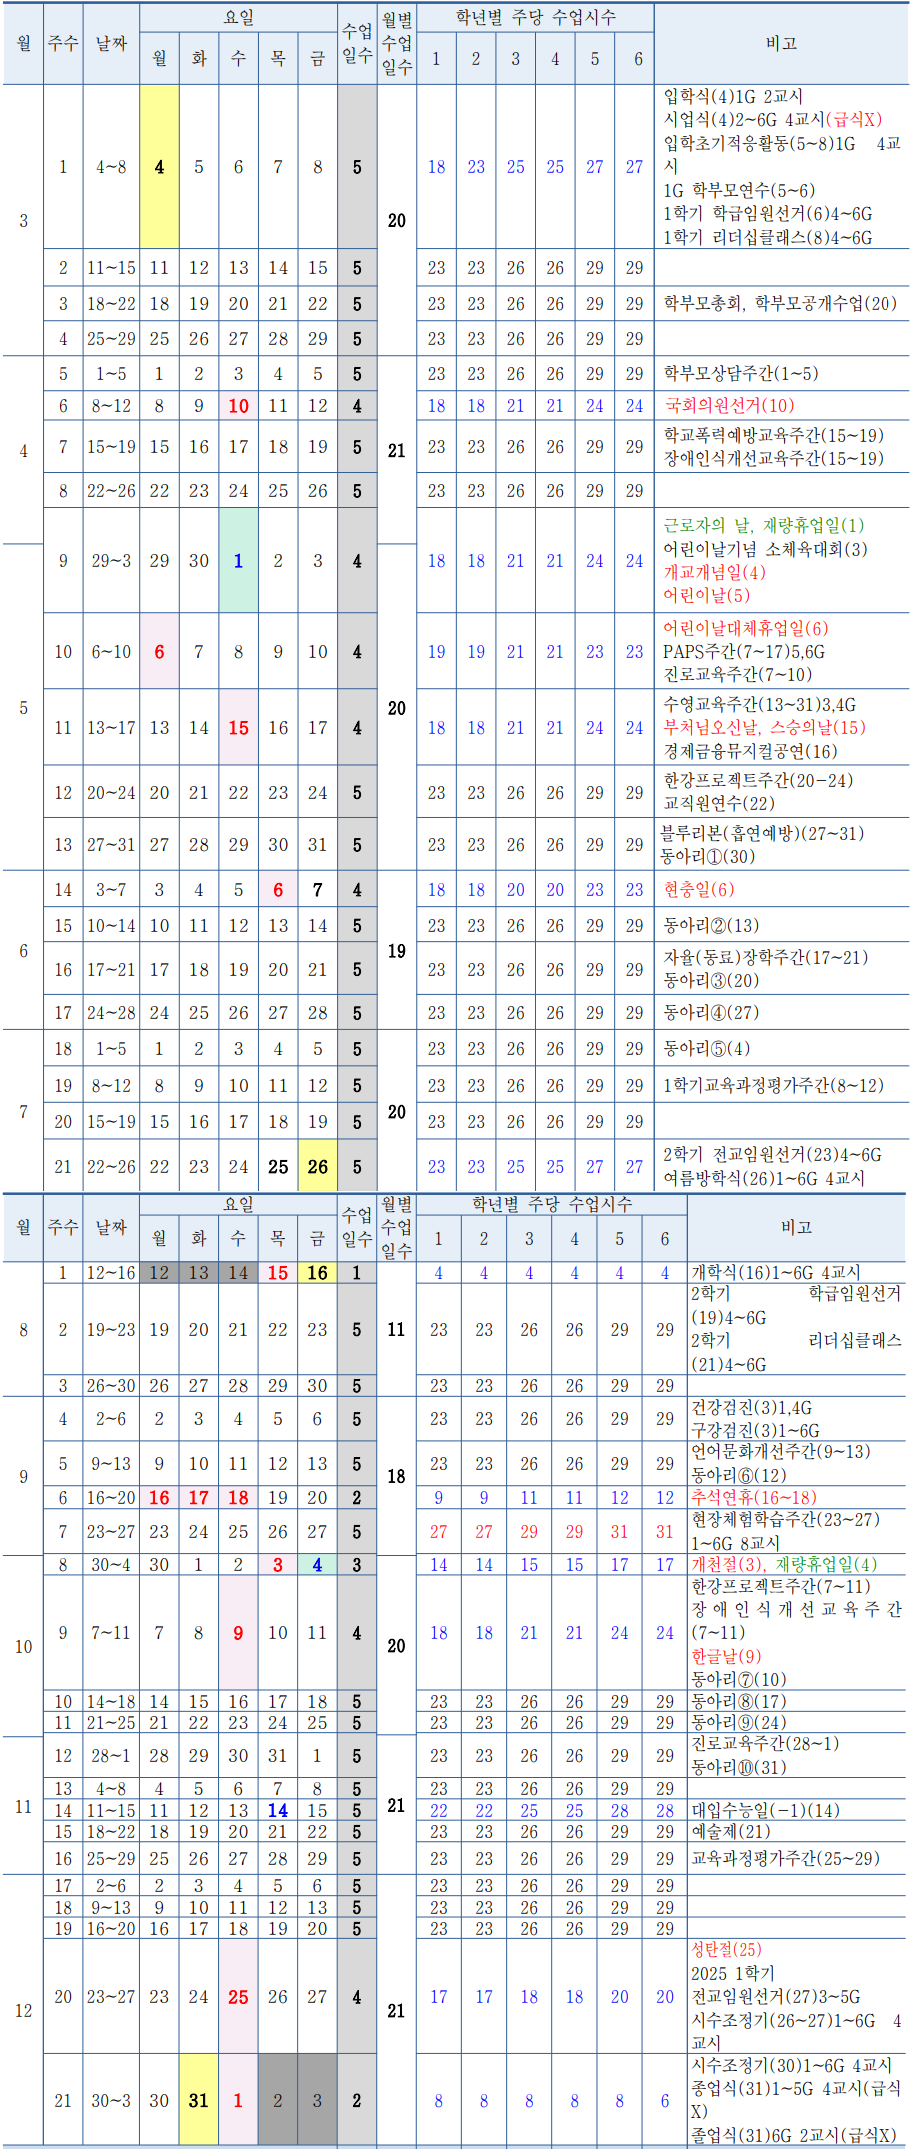 월 주수 날짜 요일 수업일수 월별수업일수 학년별 주당 수업시수 비고
월 화 수 목 금 1 2 3 4 5 6
3
1 4~8 4 5 6 7 8 5 20 18 23 25 25 27 27
입학식(4)1G 2교시
시업식(4)2~6G 4교시(급식X)
입학초기적응활동(5~8)1G 4교
시
1G 학부모연수(5~6)
1학기 학급임원선거(6)4~6G
1학기 리더십클래스(8)4~6G
2 11~15 11 12 13 14 15 5 23 23 26 26 29 29
3 18~22 18 19 20 21 22 5 23 23 26 26 29 29 학부모총회, 학부모공개수업(20)
4 25~29 25 26 27 28 29 5 23 23 26 26 29 29
4
5 1~5 1 2 3 4 5 5 21 23 23 26 26 29 29 학부모상담주간(1~5)
6 8~12 8 9 10 11 12 4 18 18 21 21 24 24 국회의원선거(10)
7 15~19 15 16 17 18 19 5 23 23 26 26 29 29
학교폭력예방교육주간(15~19)
장애인식개선교육주간(15~19)
8 22~26 22 23 24 25 26 5 23 23 26 26 29 29
9 29~3 29 30 1 2 3 4 18 18 21 21 24 24
근로자의 날, 재량휴업일(1)
어린이날기념 소체육대회(3)
개교개념일(4)
어린이날(5)
5
10 6~10 6 7 8 9 10 4 20 19 19 21 21 23 23
어린이날대체휴업일(6)
PAPS주간(7~17)5,6G
진로교육주간(7~10)
11 13~17 13 14 15 16 17 4 18 18 21 21 24 24
수영교육주간(13~31)3,4G
부처님오신날, 스승의날(15)
경제금융뮤지컬공연(16)
12 20~24 20 21 22 23 24 5 23 23 26 26 29 29
한강프로젝트주간(20-24)
교직원연수(22)
13 27~31 27 28 29 30 31 5 23 23 26 26 29 29
블루리본(흡연예방)(27~31)
동아리①(30)
6
14 3~7 3 4 5 6 7 4 19 18 18 20 20 23 23 현충일(6)
15 10~14 10 11 12 13 14 5 23 23 26 26 29 29 동아리②(13)
16 17~21 17 18 19 20 21 5 23 23 26 26 29 29
자율(동료)장학주간(17~21)
동아리③(20)
17 24~28 24 25 26 27 28 5 23 23 26 26 29 29 동아리④(27)
7
18 1~5 1 2 3 4 5 5 20 23 23 26 26 29 29 동아리⑤(4)
19 8~12 8 9 10 11 12 5 23 23 26 26 29 29 1학기교육과정평가주간(8~12)
20 15~19 15 16 17 18 19 5 23 23 26 26 29 29
21 22~26 22 23 24 25 26 5 23 23 25 25 27 27
2학기 전교임원선거(23)4~6G
여름방학식(26)1~6G 4교시
월 주수 날짜 요일 수업일수 월별수업일수 학년별 주당 수업시수 비고
월 화 수 목 금 1 2 3 4 5 6
8
1 12~16 12 13 14 15 16 1 11 4 4 4 4 4 4 개학식(16)1~6G 4교시
2 19~23 19 20 21 22 23 5 23 23 26 26 29 29
2학기 학급임원선거
(19)4~6G
2학기 리더십클래스
(21)4~6G
3 26~30 26 27 28 29 30 5 23 23 26 26 29 29
9
4 2~6 2 3 4 5 6 5 18 23 23 26 26 29 29
건강검진(3)1,4G
구강검진(3)1~6G
5 9~13 9 10 11 12 13 5 23 23 26 26 29 29
언어문화개선주간(9~13)
동아리⑥(12)
6 16~20 16 17 18 19 20 2 9 9 11 11 12 12 추석연휴(16~18)
7 23~27 23 24 25 26 27 5 27 27 29 29 31 31
현장체험학습주간(23~27)
1~6G 8교시
8 30~4 30 1 2 3 4 3 14 14 15 15 17 17 개천절(3), 재량휴업일(4)
10
9 7~11 7 8 9 10 11 4 20 18 18 21 21 24 24
한강프로젝트주간(7~11)
장애인식개선교육주간
(7~11)
한글날(9)
동아리⑦(10)
10 14~18 14 15 16 17 18 5 23 23 26 26 29 29 동아리⑧(17)
11 21~25 21 22 23 24 25 5 23 23 26 26 29 29 동아리⑨(24)
12 28~1 28 29 30 31 1 5 23 23 26 26 29 29
진로교육주간(28~1)
동아리⑩(31)
11
13 4~8 4 5 6 7 8 5 21 23 23 26 26 29 29
14 11~15 11 12 13 14 15 5 22 22 25 25 28 28 대입수능일(-1)(14)
15 18~22 18 19 20 21 22 5 23 23 26 26 29 29 예술제(21)
16 25~29 25 26 27 28 29 5 23 23 26 26 29 29 교육과정평가주간(25~29)
12
17 2~6 2 3 4 5 6 5 21 23 23 26 26 29 29
18 9~13 9 10 11 12 13 5 23 23 26 26 29 29
19 16~20 16 17 18 19 20 5 23 23 26 26 29 29
20 23~27 23 24 25 26 27 4 17 17 18 18 20 20
성탄절(25)
2025 1학기
전교임원선거(27)3~5G
시수조정기(26~27)1~6G 4
교시
21 30~3 30 31 1 2 3 2 8 8 8 8 8 6
시수조정기(30)1~6G 4교시
종업식(31)1~5G 4교시(급식
X)
졸업식(31)6G 2교시(급식X)